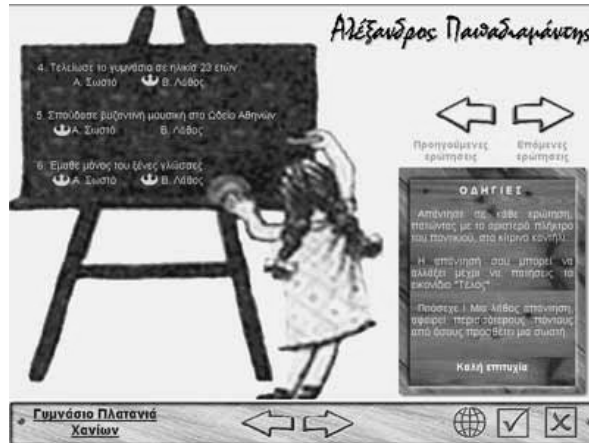 Αλέξανδρος Παπαδιαμάντης
4. Τελείωσε το γυμνάσιο σε ηλικία 23 ετών
Α. Σωστό Β. Λάθος
5. Σπούδασε βυζαντινή μουσική στο Ωδείο Αθηνών
Α. Σωστό Β. Λάθος
6. Έμαθε μόνος του ξένες γλώσσες
Α. Σωστό Β. Λάθος
Προηγούμενες Επόμενες
ερωτήσεις ερωτήσεις
ΟΔΗΓΙΕΣ
Απάντησε σε κάθε ερώτηση,
πατώντας με το αριστερό πλήκτρο
του ποντικιού, στο κίτρινο καντήλι.
Η απάντησή σου μπορεί να
αλλάξει μέχρι να πατήσεις το
εικονίδιο "Τέλος"
Πρόσεχε ! Μια λάθος απάντηση,
αφαιρεί περισσότερους πόντους
από όσους προσθέτει μια σωστή.
Καλή επιτυχία
Γυμνάσιο Πλατανιά
Χανίων